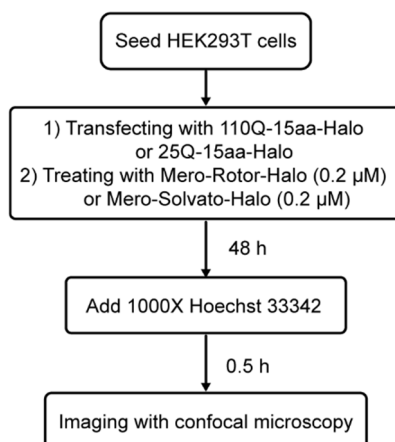 Seed HEK293T cells
1) Transfecting with 110Q-15aa-Halo
or 25Q-15aa-Halo
2) Treating with Mero-Rotor-Halo (0.2 μM)
or Mero-Solvato-Halo (0.2 μM)
48 h
Add 1000X Hoechst 33342
0.5 h
Imaging with confocal microscopy